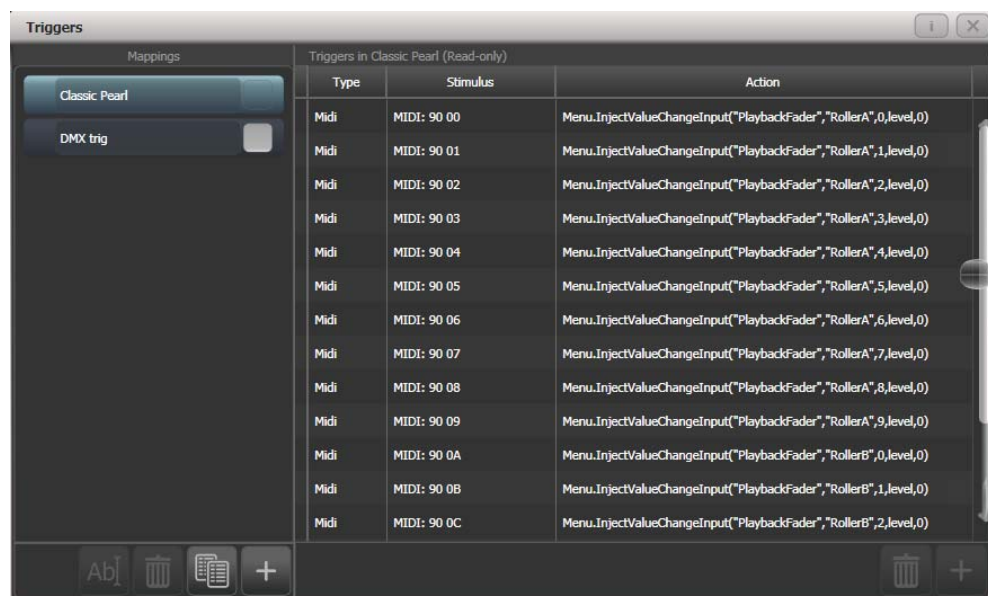 Triggers
Mappings
Triggers in Classic Pearl (Read-only)
Classic Pearl
DMX trig
Type Stimulus Action
Midi MIDI: 90 00 Menu.InjectValueChangeInput("PlaybackFader","RollerA",0,level,0)
Midi MIDI: 90 01 Menu.InjectValueChangeInput("PlaybackFader","RollerA",1,level,0)
Midi MIDI: 90 02 Menu.InjectValueChangeInput("PlaybackFader","RollerA",2,level,0)
Midi MIDI: 90 03 Menu.InjectValueChangeInput("PlaybackFader","RollerA",3,level,0)
Midi MIDI: 90 04 Menu.InjectValueChangeInput("PlaybackFader","RollerA",4,level,0)
Midi MIDI: 90 05 Menu.InjectValueChangeInput("PlaybackFader","RollerA",5,level,0)
Midi MIDI: 90 06 Menu.InjectValueChangeInput("PlaybackFader","RollerA",6,level,0)
Midi MIDI: 90 07 Menu.InjectValueChangeInput("PlaybackFader","RollerA",7,level,0)
Midi MIDI: 90 08 Menu.InjectValueChangeInput("PlaybackFader","RollerA",8,level,0)
Midi MIDI: 90 09 Menu.InjectValueChangeInput("PlaybackFader","RollerA",9,level,0)
Midi MIDI: 90 0A Menu.InjectValueChangeInput("PlaybackFader","RollerB",0,level,0)
Midi MIDI: 90 0B Menu.InjectValueChangeInput("PlaybackFader","RollerB",1,level,0)
Midi MIDI: 90 0C Menu.InjectValueChangeInput("PlaybackFader","RollerB",2,level,0)
Ab